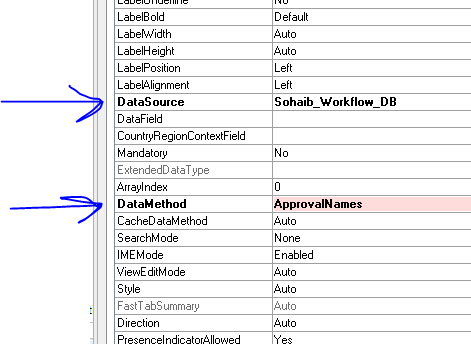 LabelUnderline No
LabelBold Default
LabelWidth Auto
LabelHeight Auto
LabelPosition Left
LabelAlignment Left
DataSource Sohaib_Workflow_DB
DataField
CountryRegionContextField
Mandatory No
ExtendedDataType
ArrayIndex 0
DataMethod ApprovalNames
CacheDataMethod Auto
SearchMode None
IMEMode Enabled
ViewEditMode Auto
Style Auto
FastTabSummary Auto
Direction Auto
PresenceIndicatorAllowed Yes